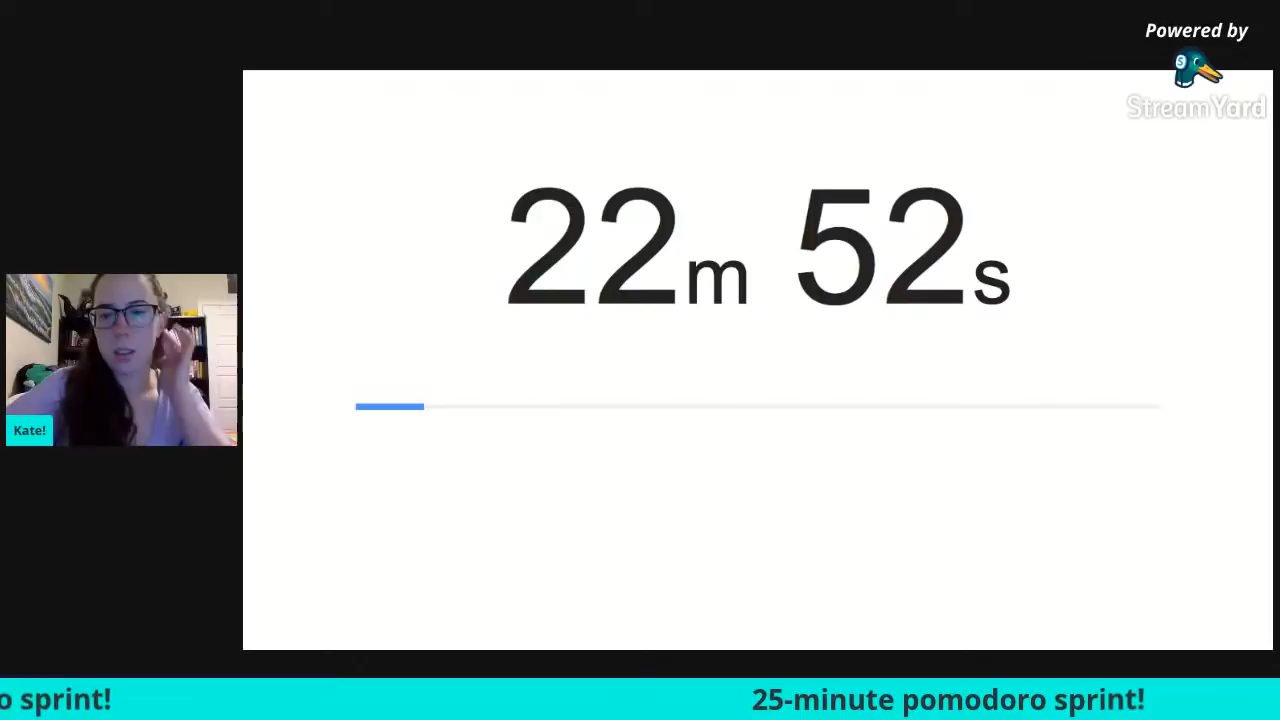 Powered by
StreamYard
22m 52s
Kate!
o sprint!
25-minute pomodoro sprint!